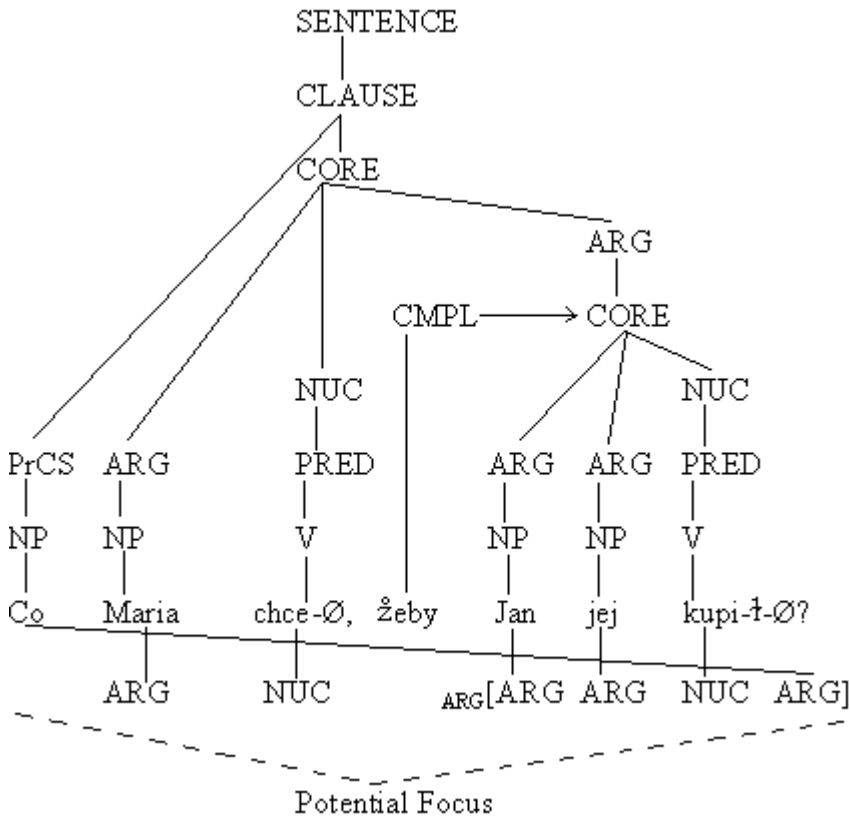 SENTENCE
CLAUSE
CORE
ARG
CMPL CORE
NUC NUC
PrCS ARG PRED ARG ARG PRED
NP NP V NP NP V
Co Maria chce-Ø, żeby Jan jej kupi-ł-Ø?
ARG NUC ARG[ARG ARG NUC ARG]
Potential Focus